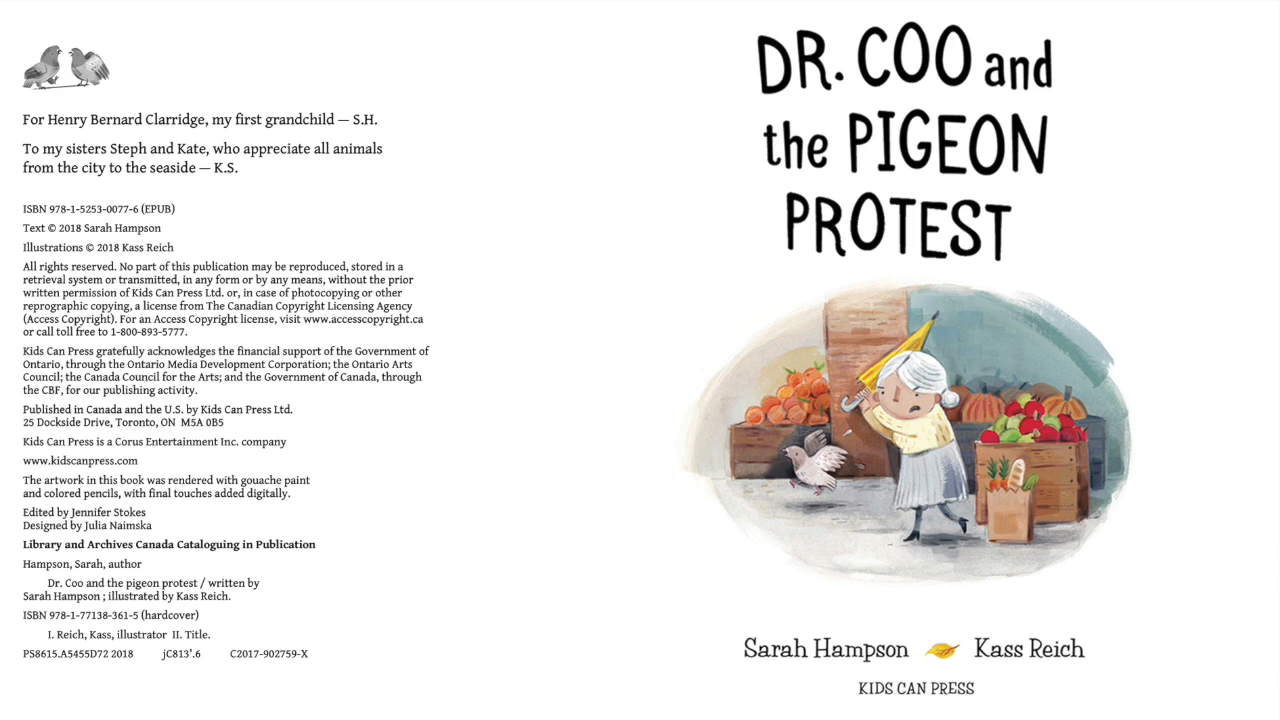 For Henry Bernard Clarridge, my first grandchild — S.H.
To my sisters Steph and Kate, who appreciate all animals
from the city to the seaside — K.S.
ISBN 978-1-5253-0077-6 (EPUB)
Text © 2018 Sarah Hampson
Illustrations © 2018 Kass Reich
All rights reserved. No part of this publication may be reproduced, stored in a
retrieval system or transmitted, in any form or by any means, without the prior
written permission of Kids Can Press Ltd. or, in case of photocopying or other
reprographic copying, a license from The Canadian Copyright Licensing Agency
(Access Copyright). For an Access Copyright license, visit www.accesscopyright.ca
or call toll free to 1-800-893-5777.
Kids Can Press gratefully acknowledges the financial support of the Government of
Ontario, through the Ontario Media Development Corporation; the Ontario Arts
Council; the Canada Council for the Arts; and the Government of Canada, through
the CBF, for our publishing activity.
Published in Canada and the U.S. by Kids Can Press Ltd.
25 Dockside Drive, Toronto, ON M5A 0B5
Kids Can Press is a Corus Entertainment Inc. company
www.kidscanpress.com
The artwork in this book was rendered with gouache paint
and colored pencils, with final touches added digitally.
Edited by Jennifer Stokes
Designed by Julia Naimska
Library and Archives Canada Cataloguing in Publication
Hampson, Sarah, author
Dr. Coo and the pigeon protest / written by
Sarah Hampson ; illustrated by Kass Reich.
ISBN 978-1-77138-361-5 (hardcover)
I. Reich, Kass, illustrator II. Title.
PS8615.A5455D72 2018 jC813'.6 C2017-902759-X
DR. COO and
the PIGEON
PROTEST
Sarah Hampson Kass Reich
KIDS CAN PRESS